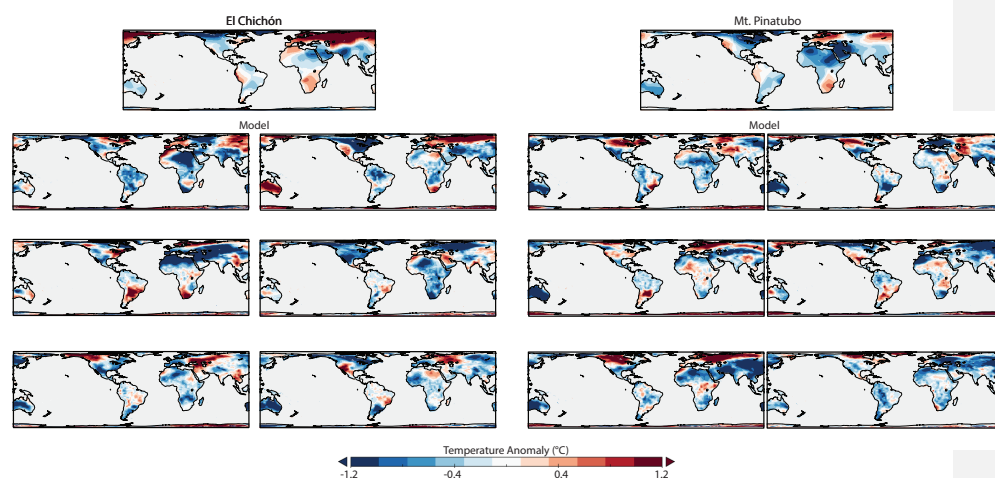 El Chichón
Mt. Pinatubo
Model
Model
Temperature Anomaly (°C)
-1.2
-0.4
0.4
1.2